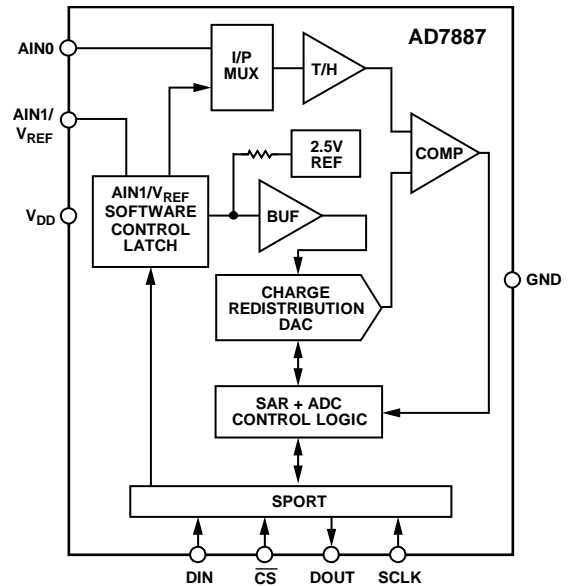 AD7887
AIN0
I/P
MUX
T/H
AIN1/
VREF
2.5V
REF
COMP
AIN1/VREF
SOFTWARE
CONTROL
LATCH
VDD
BUF
GND
CHARGE
REDISTRIBUTION
DAC
SAR + ADC
CONTROL LOGIC
SPORT
DIN
CS
DOUT
SCLK